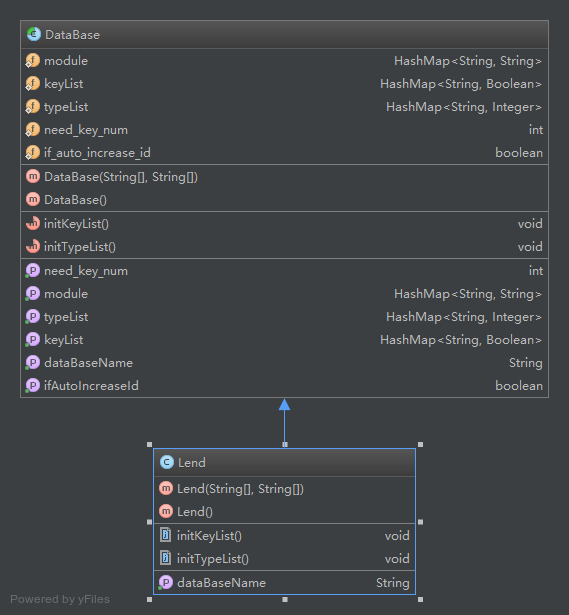 DataBase
module HashMap<String, String>
keyList HashMap<String, Boolean>
typeList HashMap<String, Integer>
need_key_num int
if_auto_increase_id boolean
DataBase(String[], String[])
DataBase()
initKeyList() void
initTypeList() void
need_key_num int
module HashMap<String, String>
typeList HashMap<String, Integer>
keyList HashMap<String, Boolean>
dataBaseName String
ifAutoIncreaseId boolean
Lend
Lend(String[], String[])
Lend()
initKeyList() void
initTypeList() void
dataBaseName String
Powered by yFiles